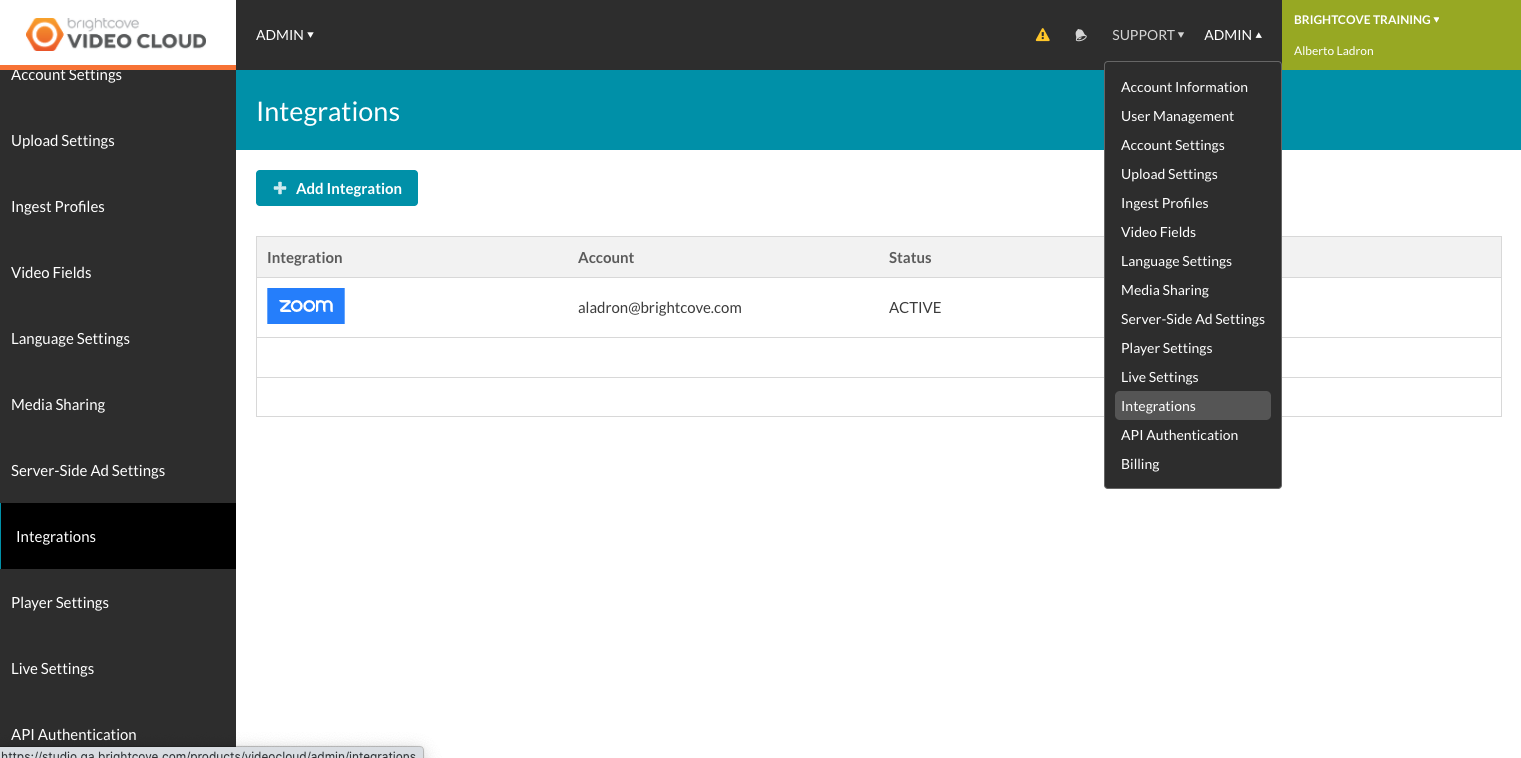 brightcove
VIDEO CLOUD
ADMIN ▾
SUPPORT ▾
ADMIN ▴
BRIGHTCOVE TRAINING ▾
Alberto Ladron
Account Settings
Upload Settings
Ingest Profiles
Video Fields
Language Settings
Media Sharing
Server-Side Ad Settings
Integrations
Player Settings
Live Settings
API Authentication
https://studio.qa.brightcove.com/products/videocloud/admin/integrations
Integrations
+ Add Integration
Integration Account Status
zoom aladron@brightcove.com ACTIVE
Account Information
User Management
Account Settings
Upload Settings
Ingest Profiles
Video Fields
Language Settings
Media Sharing
Server-Side Ad Settings
Player Settings
Live Settings
Integrations
API Authentication
Billing